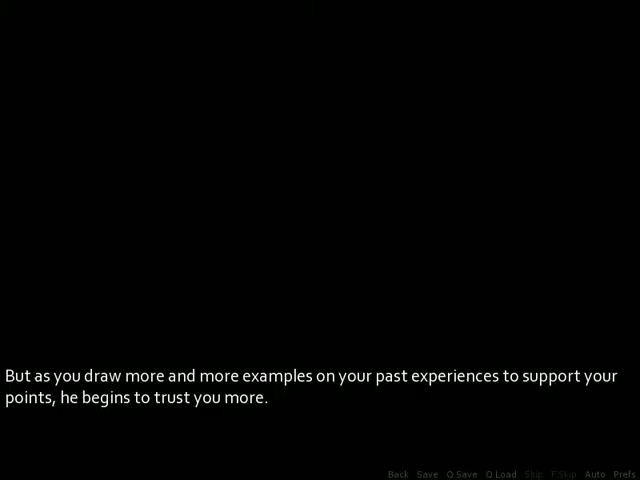 But as you draw more and more examples on your past experiences to support your
points, he begins to trust you more.
Back Save Q.Save Q.Load Skip F.Skip Auto Prefs